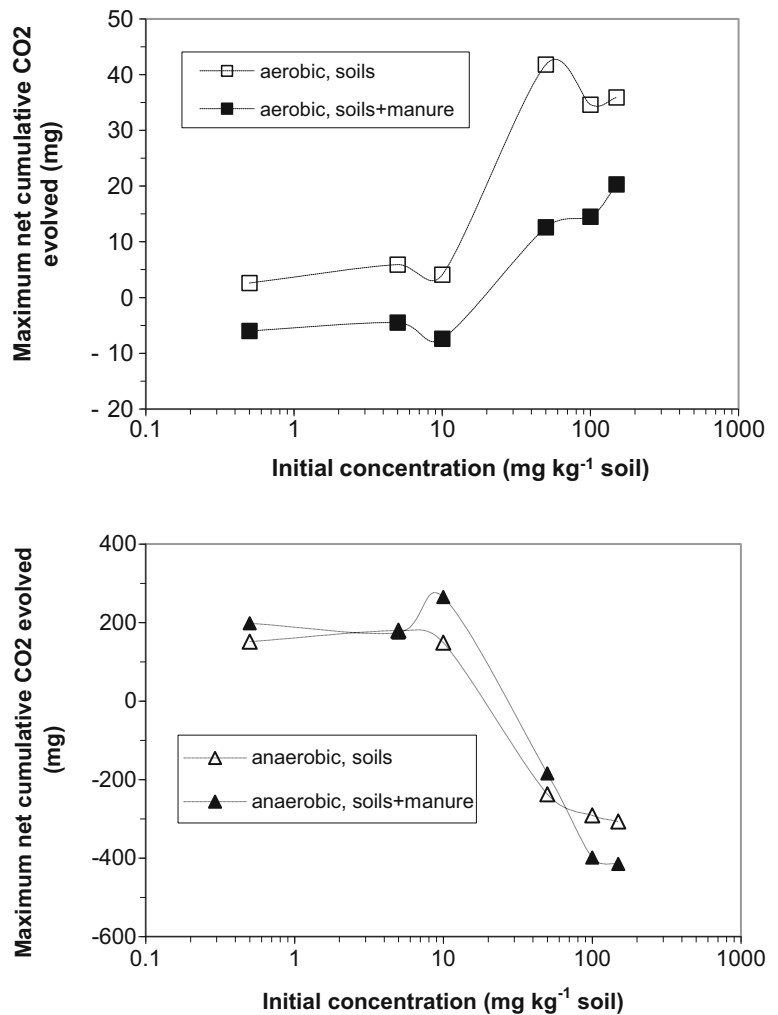 Maximum net cumulative CO2
evolved (mg)
50
40
30
20
10
0
- 10
- 20
aerobic, soils
aerobic, soils+manure
0.1
1
10
100
1000
Initial concentration (mg kg-1 soil)
Maximum net cumulative CO2 evolved
(mg)
400
200
0
-200
-400
-600
anaerobic, soils
anaerobic, soils+manure
0.1
1
10
100
1000
Initial concentration (mg kg-1 soil)